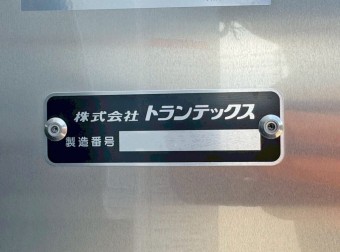 株式会社 トランテックス
製造番号